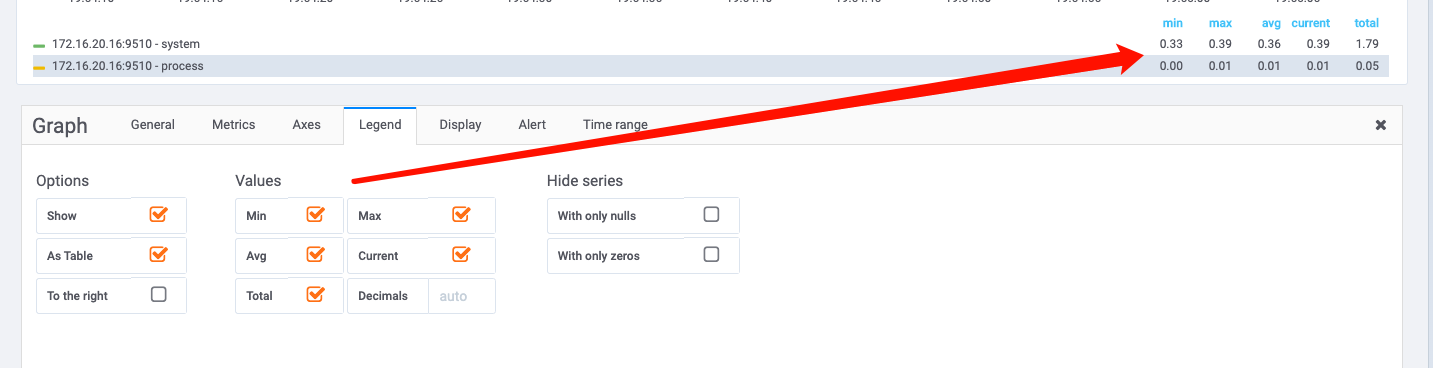 min max avg current total
172.16.20.16:9510 - system 0.33 0.39 0.36 0.39 1.79
172.16.20.16:9510 - process 0.00 0.01 0.01 0.01 0.05
Graph General Metrics Axes Legend Display Alert Time range
Options Values Hide series
Show Min Max With only nulls
As Table Avg Current With only zeros
To the right Total Decimals auto